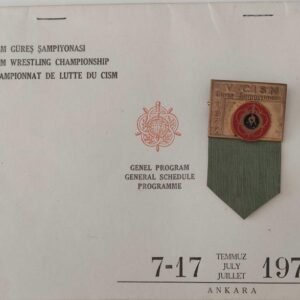 M GÜREŞ ŞAMPİYONASI
M WRESTLING CHAMPIONSHIP
AMPIONNAT DE LUTTE DU CISM
CISM
GENEL PROGRAM
GENERAL SCHEDULE
PROGRAMME
7-17 TEMMUZ JULY JUILLET 197
ANKARA